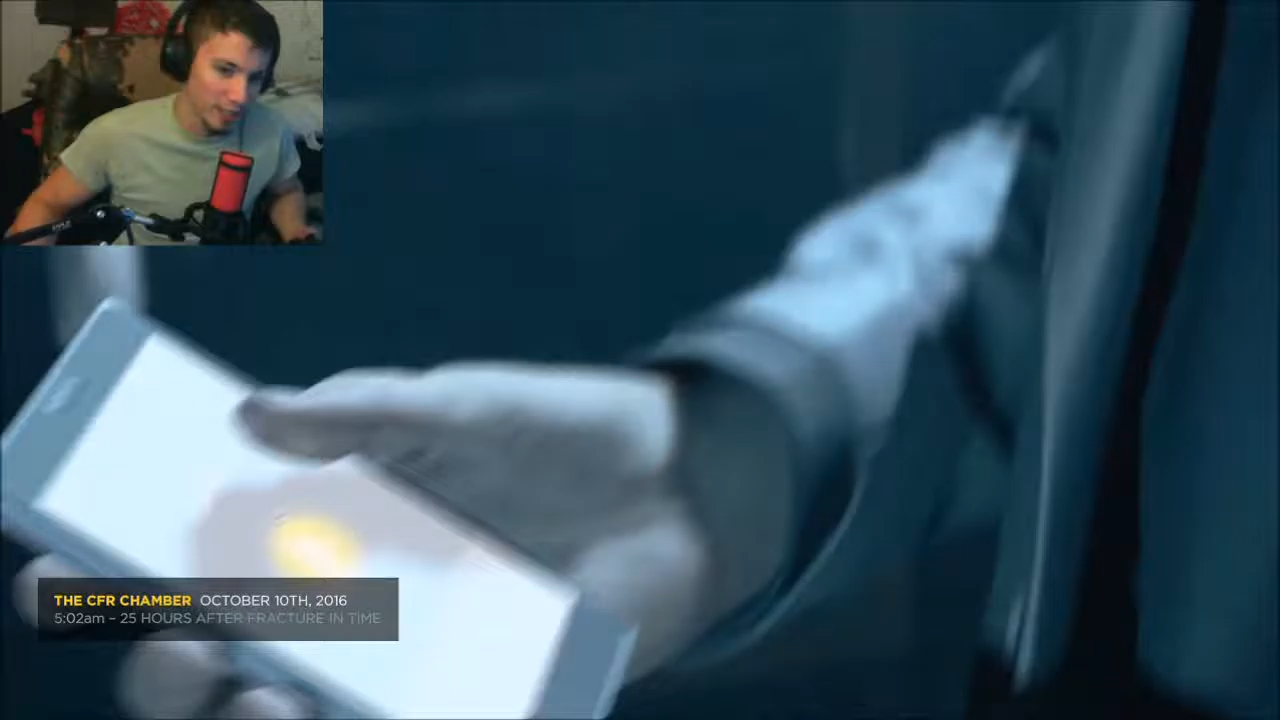 THE CFR CHAMBER OCTOBER 10TH, 2016
5:02am – 25 HOURS AFTER FRACTURE IN TIME